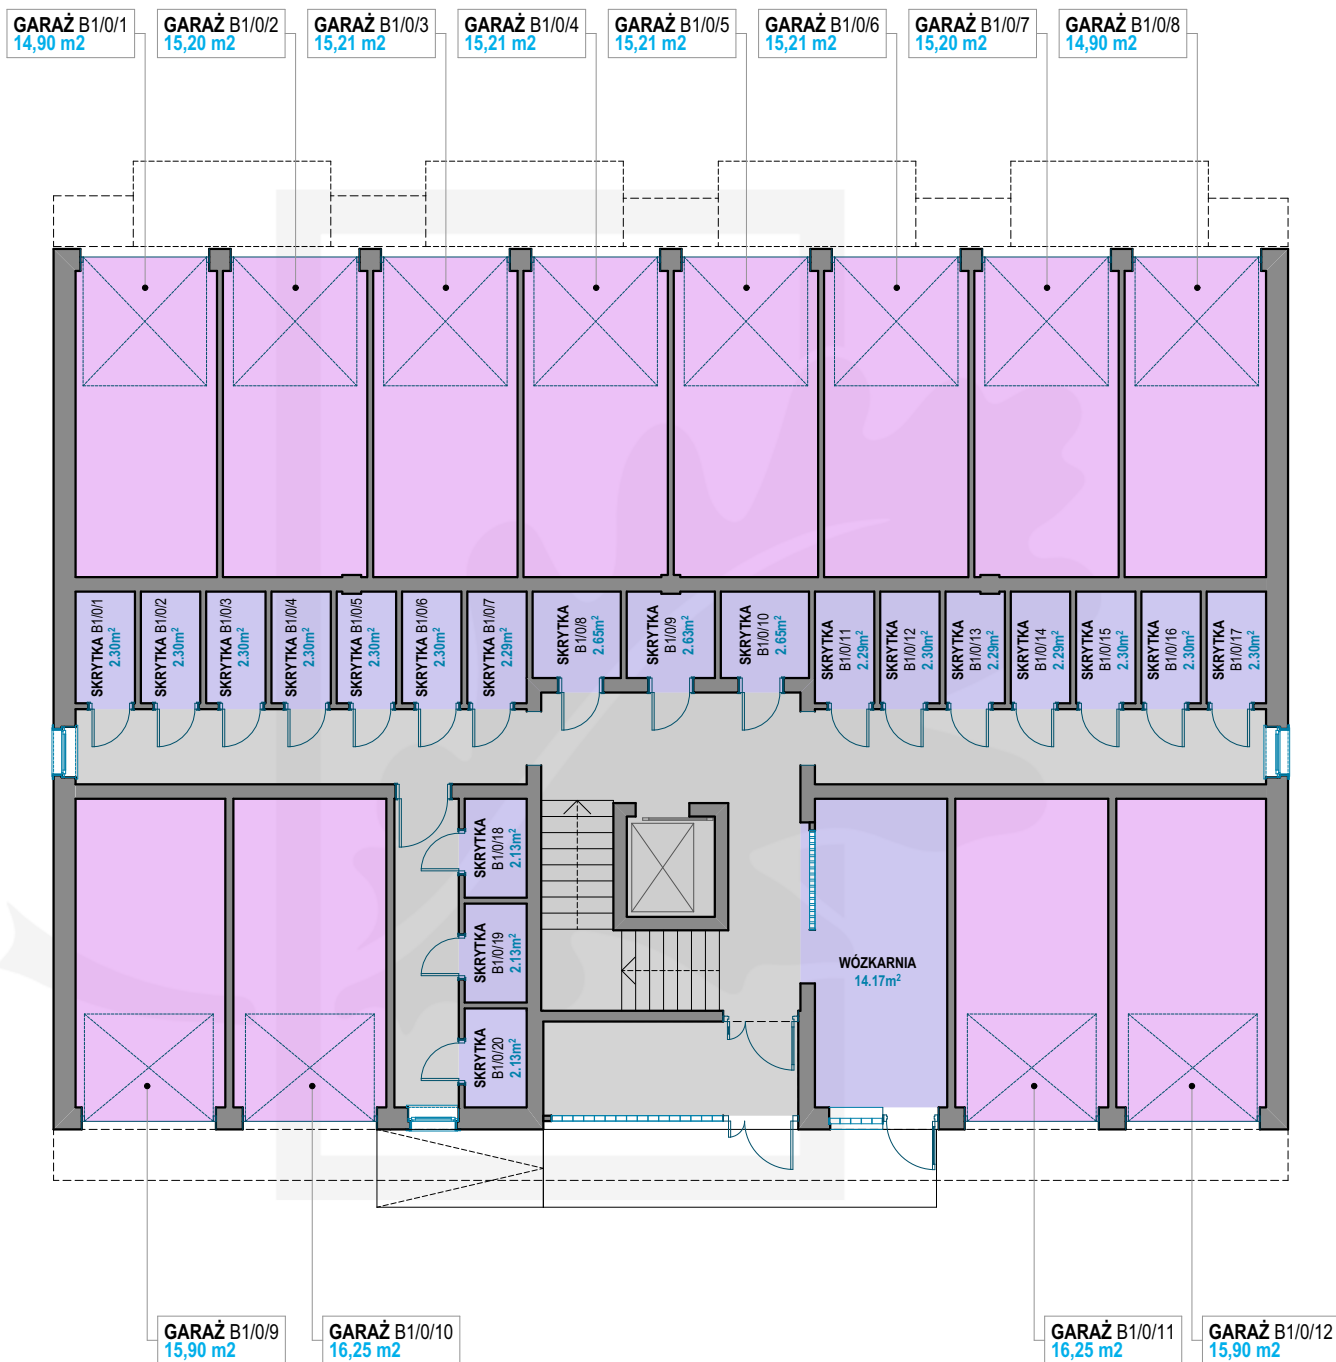 GARAŻ B1/0/1
14,90 m2
GARAŻ B1/0/2
15,20 m2
GARAŻ B1/0/3
15,21 m2
GARAŻ B1/0/4
15,21 m2
GARAŻ B1/0/5
15,21 m2
GARAŻ B1/0/6
15,21 m2
GARAŻ B1/0/7
15,20 m2
GARAŻ B1/0/8
14,90 m2
SKRYTKA B1/0/1
2.30m²
SKRYTKA B1/0/2
2.30m²
SKRYTKA B1/0/3
2.30m²
SKRYTKA B1/0/4
2.30m²
SKRYTKA B1/0/5
2.30m²
SKRYTKA B1/0/6
2.30m²
SKRYTKA B1/0/7
2.29m²
SKRYTKA
B1/0/8
2.65m²
SKRYTKA
B1/0/9
2.63m²
SKRYTKA
B1/0/10
2.65m²
SKRYTKA
B1/0/11
2.29m²
SKRYTKA
B1/0/12
2.30m²
SKRYTKA
B1/0/13
2.29m²
SKRYTKA
B1/0/14
2.29m²
SKRYTKA
B1/0/15
2.30m²
SKRYTKA
B1/0/16
2.30m²
SKRYTKA
B1/0/17
2.30m²
SKRYTKA
B1/0/18
2.13m²
SKRYTKA
B1/0/19
2.13m²
SKRYTKA
B1/0/20
2.13m²
WÓZKARNIA
14.17m²
GARAŻ B1/0/9
15,90 m2
GARAŻ B1/0/10
16,25 m2
GARAŻ B1/0/11
16,25 m2
GARAŻ B1/0/12
15,90 m2